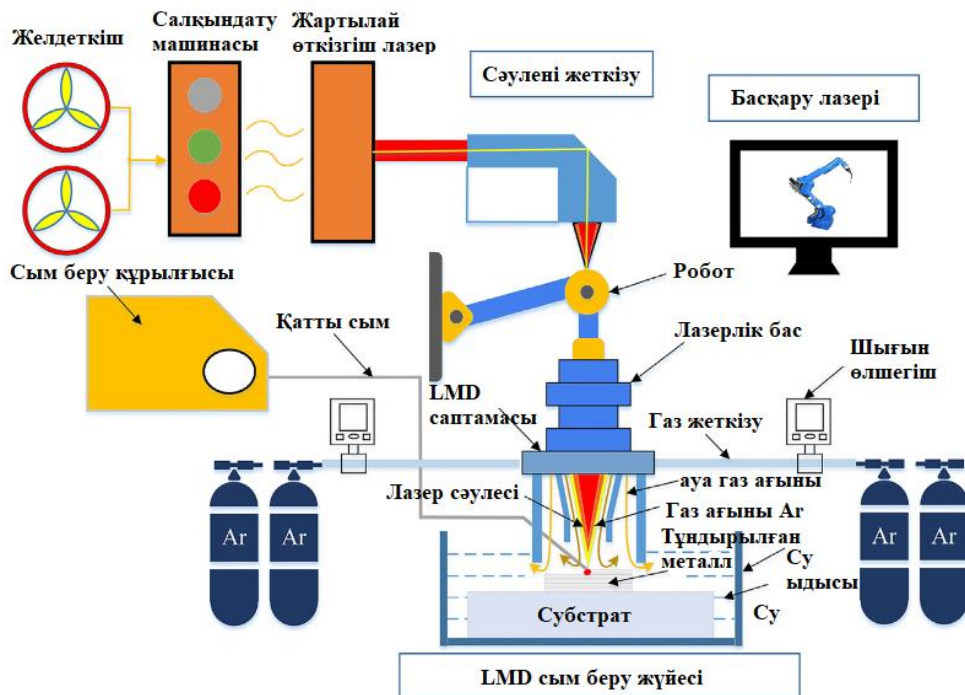 Желдеткіш
Салқындату
машинасы
Жартылай
өткізгіш лазер
Сәулені жеткізу
Басқару лазері
Сым беру құрылғысы
Қатты сым
Робот
Лазерлік бас
Шығын
өлшегіш
LMD
саптамасы
Газ жеткізу
ауа газ ағыны
Лазер сәулесі
Газ ағыны Ar
Тұндырылған
металл
Ar
Ar
Ar
Ar
Су
ыдысы
Су
Субстрат
LMD сым беру жүйесі